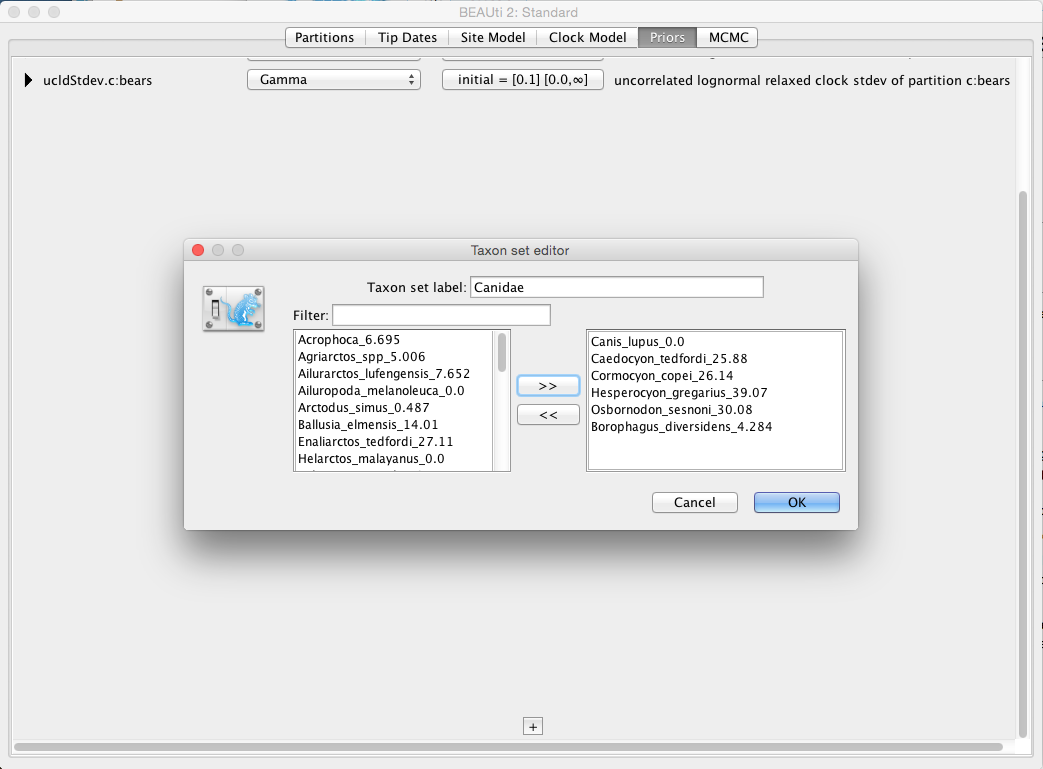 BEAUti 2: Standard
Partitions Tip Dates Site Model Clock Model Priors MCMC
ucldStdev.c:bears Gamma initial = [0.1] [0.0,∞] uncorrelated lognormal relaxed clock stdev of partition c:bears
Taxon set editor
Taxon set label: Canidae
Filter:
Acrophoca_6.695
Agriarctos_spp_5.006
Ailurarctos_lufengensis_7.652
Ailuropoda_melanoleuca_0.0
Arctodus_simus_0.487
Ballusia_elmensis_14.01
Enaliarctos_tedfordi_27.11
Helarctos_malayanus_0.0
>>
<<
Canis_lupus_0.0
Caedocyon_tedfordi_25.88
Cormocyon_copei_26.14
Hesperocyon_gregarius_39.07
Osbornodon_sesnoni_30.08
Borophagus_diversidens_4.284
Cancel OK
+